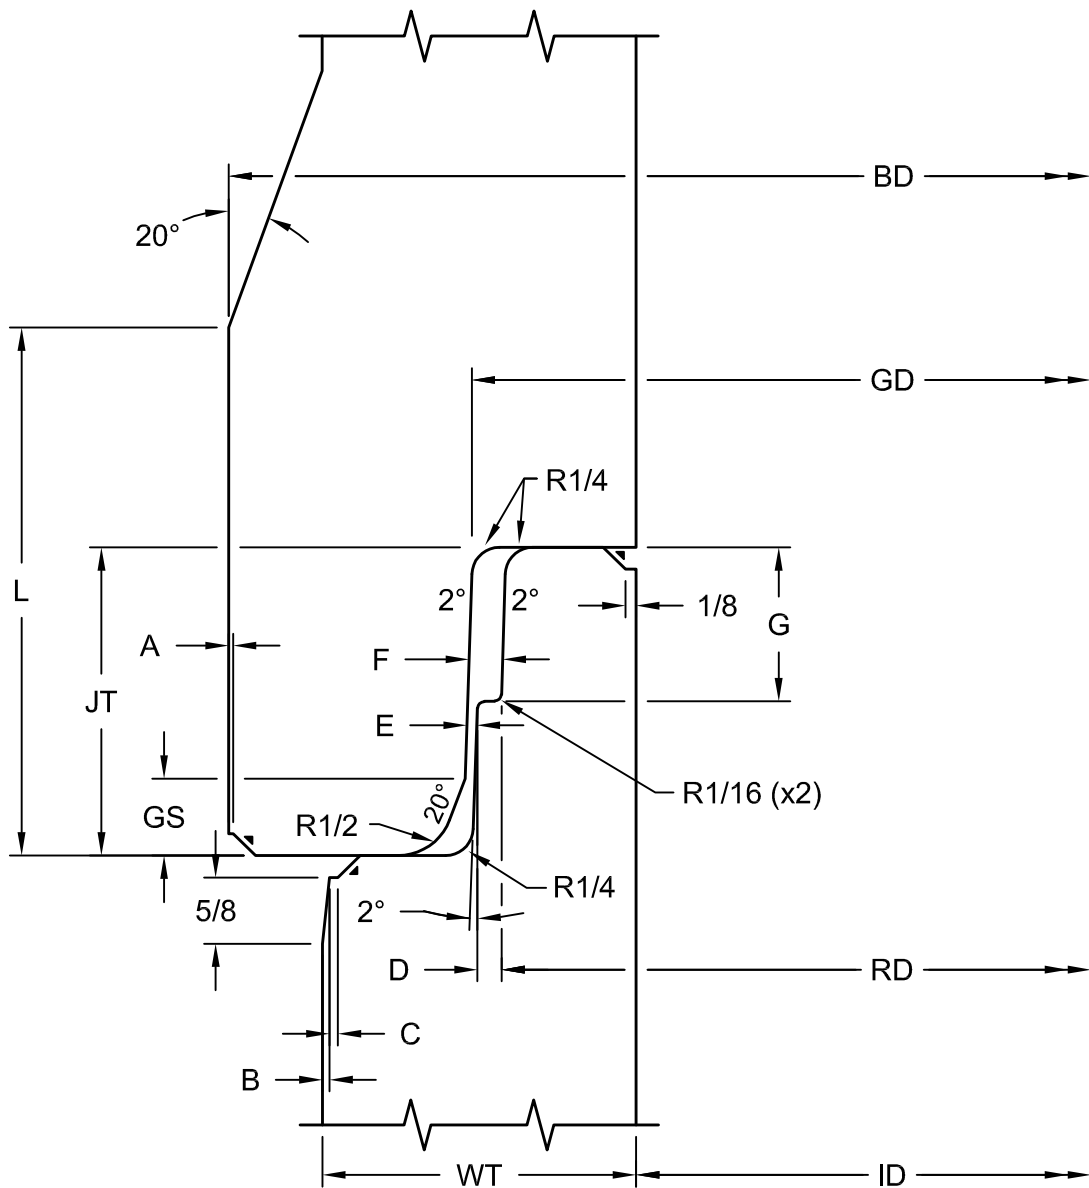 BD
20°
GD
R1/4
L
2° 2°
1/8
G
A
F
JT
E
R1/16 (x2)
20°
GS
R1/2
R1/4
5/8
2°
D
RD
C
B
WT
ID